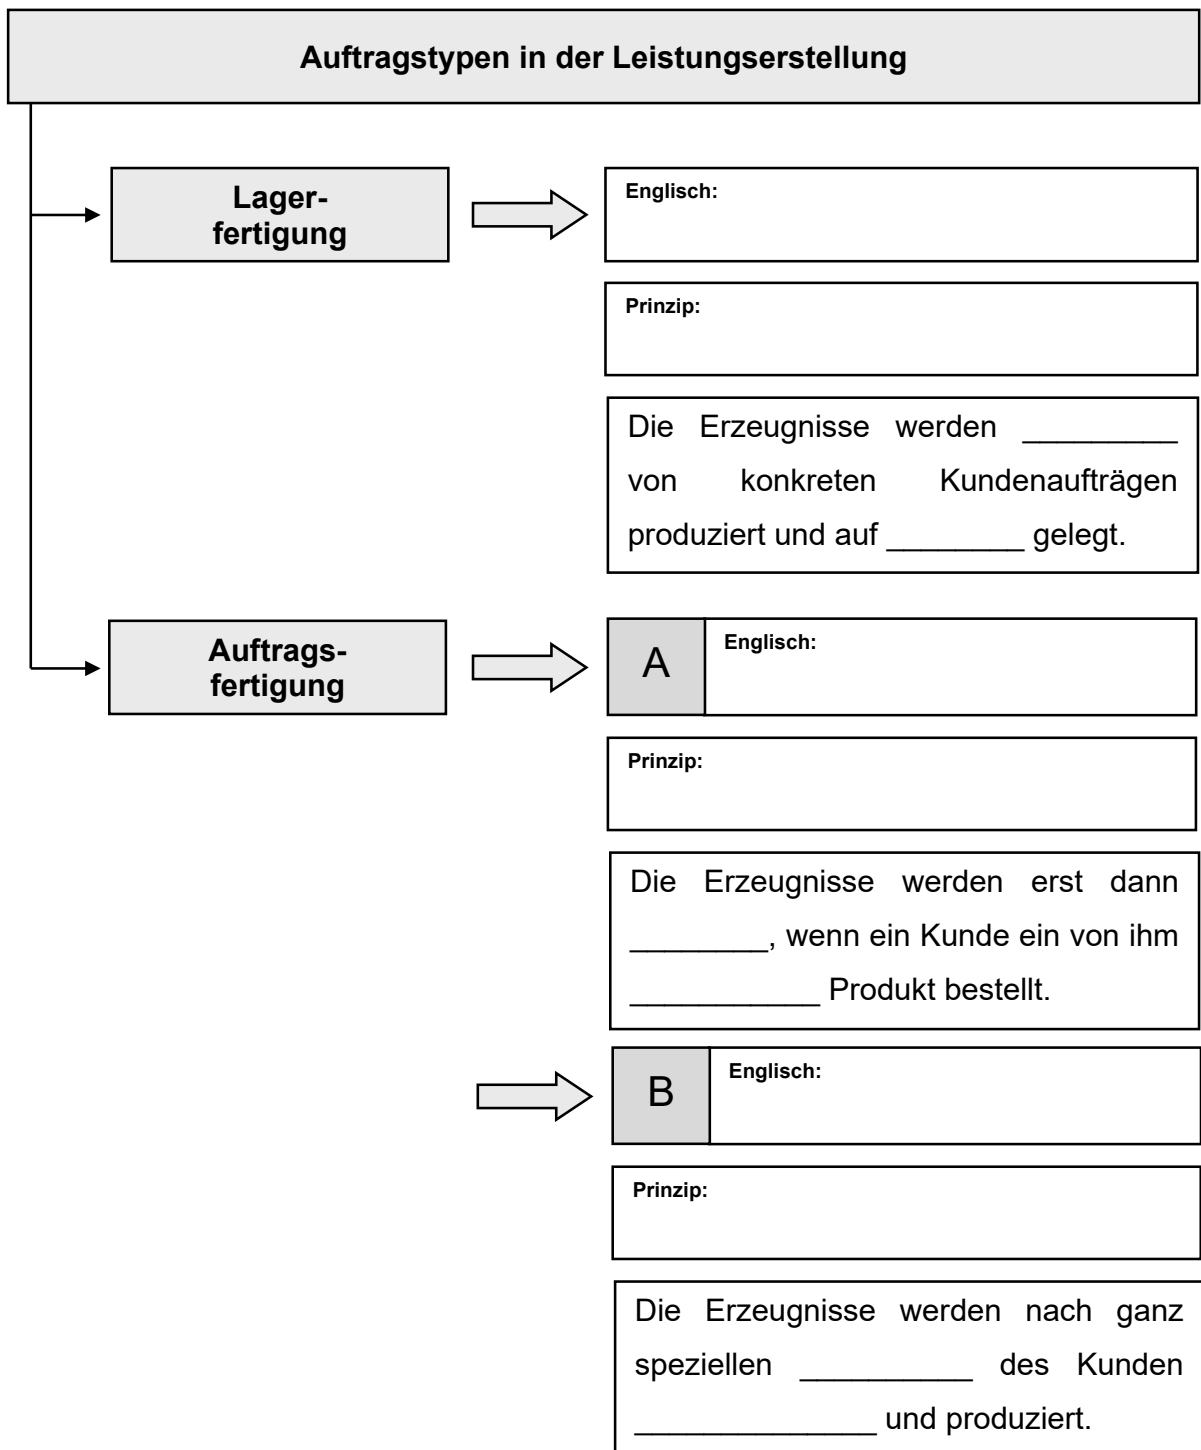 Auftragstypen in der Leistungserstellung
Lager-
fertigung
Englisch:
Prinzip:
Die Erzeugnisse werden _________
von konkreten Kundenaufträgen
produziert und auf ________ gelegt.
Auftrags-
fertigung
A
Englisch:
Prinzip:
Die Erzeugnisse werden erst dann
________, wenn ein Kunde ein von ihm
___________ Produkt bestellt.
B
Englisch:
Prinzip:
Die Erzeugnisse werden nach ganz
speziellen __________ des Kunden
______________ und produziert.